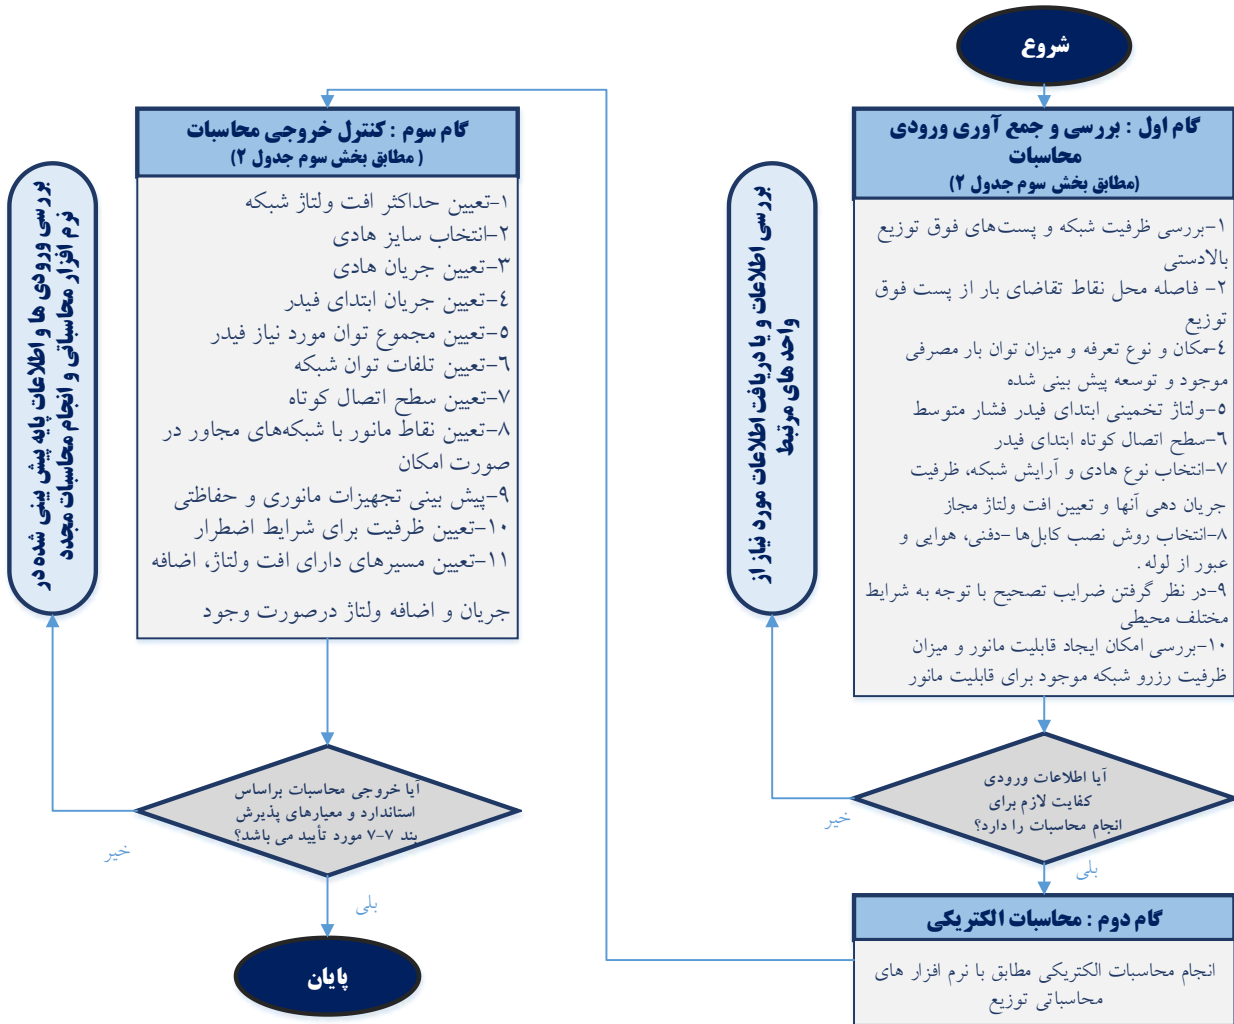 شروع
گام اول : بررسی و جمع آوری ورودی
محاسبات
(مطابق بخش سوم جدول ۲)
۱-بررسی ظرفیت شبکه و پست‌های فوق توزیع
بالادستی
۲- فاصله محل نقاط تقاضای بار از پست فوق
توزیع
٤-مکان و نوع تعرفه و میزان توان بار مصرفی
موجود و توسعه پیش بینی شده
٥-ولتاژ تخمینی ابتدای فیدر فشار متوسط
٦-سطح اتصال کوتاه ابتدای فیدر
۷-انتخاب نوع هادی و آرایش شبکه، ظرفیت
جریان دهی آنها و تعیین افت ولتاژ مجاز
۸-انتخاب روش نصب کابل‌ها -دفنی، هوایی و
عبور از لوله .
۹-در نظر گرفتن ضرایب تصحیح با توجه به شرایط
مختلف محیطی
۱۰-بررسی امکان ایجاد قابلیت مانور و میزان
ظرفیت رزرو شبکه موجود برای قابلیت مانور
بررسی اطلاعات و یا دریافت اطلاعات مورد نیاز از
واحد های مرتبط
آیا اطلاعات ورودی
کفایت لازم برای
انجام محاسبات را دارد؟
خیر
بلی
گام دوم : محاسبات الکتریکی
انجام محاسبات الکتریکی مطابق با نرم افزار های
محاسباتی توزیع
گام سوم : کنترل خروجی محاسبات
( مطابق بخش سوم جدول ۲)
۱-تعیین حداکثر افت ولتاژ شبکه
۲-انتخاب سایز هادی
۳-تعیین جریان هادی
٤-تعیین جریان ابتدای فیدر
٥-تعیین مجموع توان مورد نیاز فیدر
٦-تعیین تلفات توان شبکه
۷-تعیین سطح اتصال کوتاه
۸-تعیین نقاط مانور با شبکه‌های مجاور در
صورت امکان
۹-پیش بینی تجهیزات مانوری و حفاظتی
۱۰-تعیین ظرفیت برای شرایط اضطرار
۱۱-تعیین مسیرهای دارای افت ولتاژ، اضافه
جریان و اضافه ولتاژ درصورت وجود
بررسی ورودی ها و اطلاعات پایه پیش بینی شده در
نرم افزار محاسباتی و انجام محاسبات مجدد
آیا خروجی محاسبات براساس
استاندارد و معیارهای پذیرش
بند ۷-۷ مورد تأیید می باشد؟
خیر
بلی
پایان